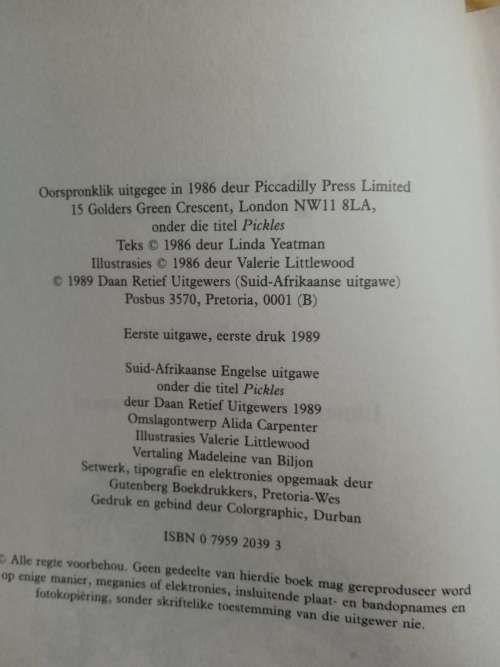 Oorspronklik uitgegee in 1986 deur Piccadilly Press Limited
15 Golders Green Crescent, London NW11 8LA,
onder die titel Pickles
Teks © 1986 deur Linda Yeatman
Illustrasies © 1986 deur Valerie Littlewood
© 1989 Daan Retief Uitgewers (Suid-Afrikaanse uitgawe)
Posbus 3570, Pretoria, 0001 (B)
Eerste uitgawe, eerste druk 1989
Suid-Afrikaanse Engelse uitgawe
onder die titel Pickles
deur Daan Retief Uitgewers 1989
Omslagontwerp Alida Carpenter
Illustrasies Valerie Littlewood
Vertaling Madeleine van Biljon
Setwerk, tipografie en elektronies opgemaak deur
Gutenberg Boekdrukkers, Pretoria-Wes
Gedruk en gebind deur Colorgraphic, Durban
ISBN 0 7959 2039 3
© Alle regte voorbehou. Geen gedeelte van hierdie boek mag gereproduseer word
op enige manier, meganies of elektronies, insluitende plaat- en bandopnames en
fotokopiëring, sonder skriftelike toestemming van die uitgewer nie.